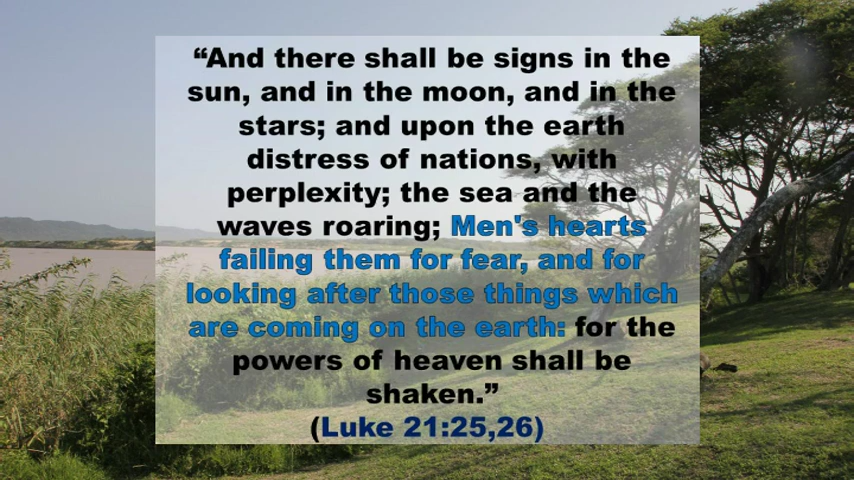 “And there shall be signs in the
sun, and in the moon, and in the
stars; and upon the earth
distress of nations, with
perplexity; the sea and the
waves roaring; Men's hearts
failing them for fear, and for
looking after those things which
are coming on the earth: for the
powers of heaven shall be
shaken.”
(Luke 21:25,26)